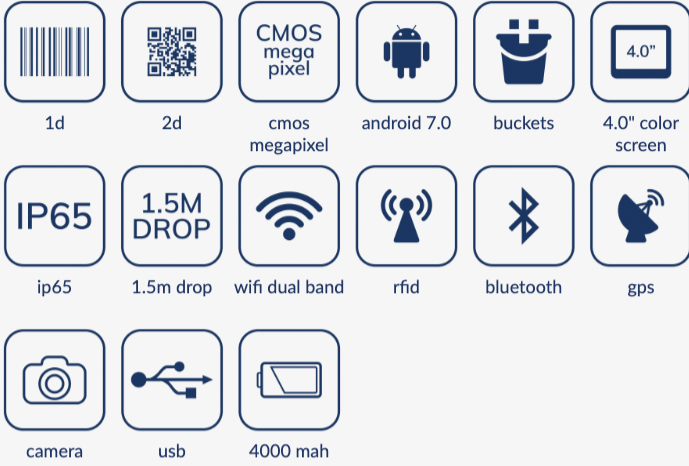 CMOS
mega
pixel
4.0"
1d
2d
cmos
megapixel
android 7.0
buckets
4.0" color
screen
IP65
1.5M
DROP
ip65
1.5m drop
wifi dual band
rfid
bluetooth
gps
camera
usb
4000 mah